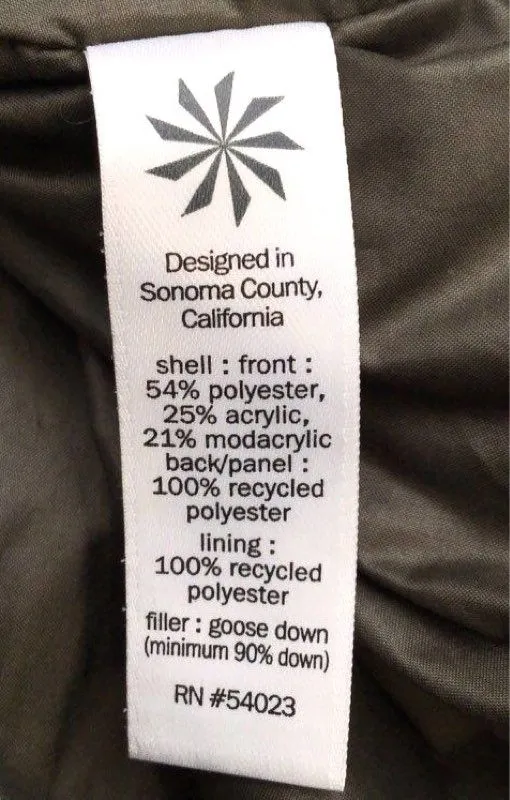 Designed in
Sonoma County,
California
shell : front :
54% polyester,
25% acrylic,
21% modacrylic
back/panel :
100% recycled
polyester
lining :
100% recycled
polyester
filler : goose down
(minimum 90% down)
RN #54023